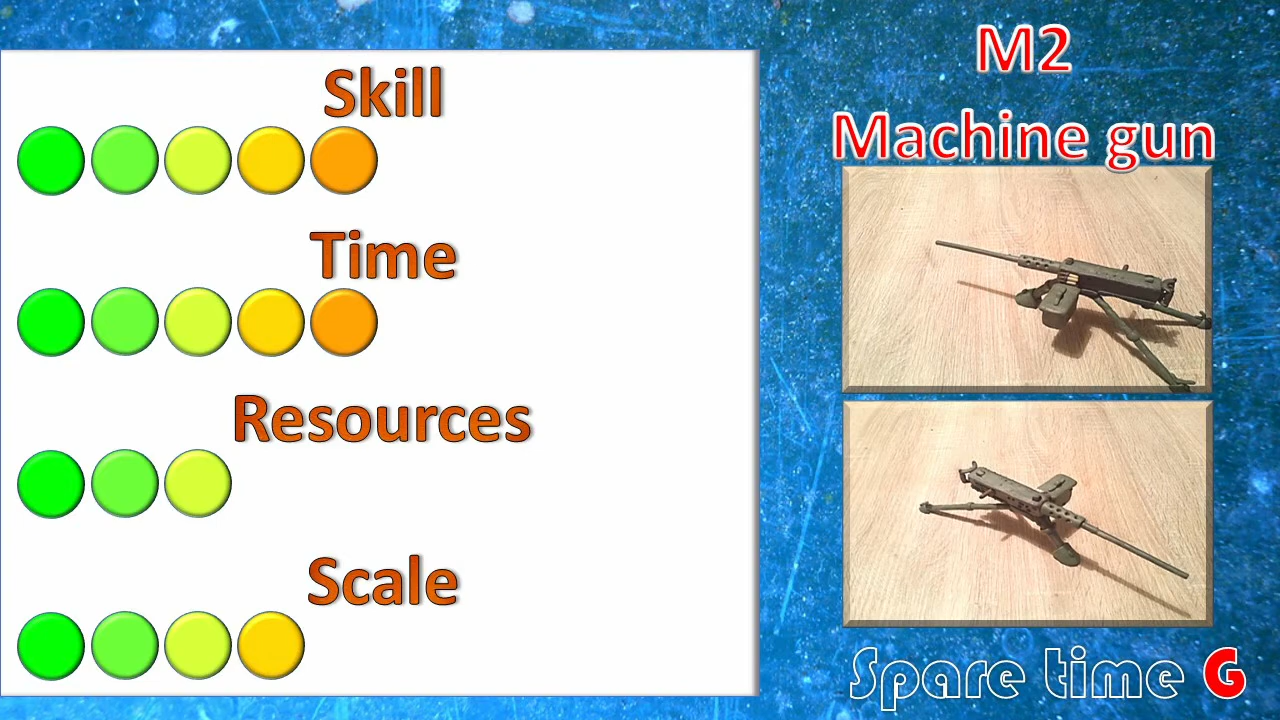 Skill
Time
Resources
Scale
M2
Machine gun
Spare time G